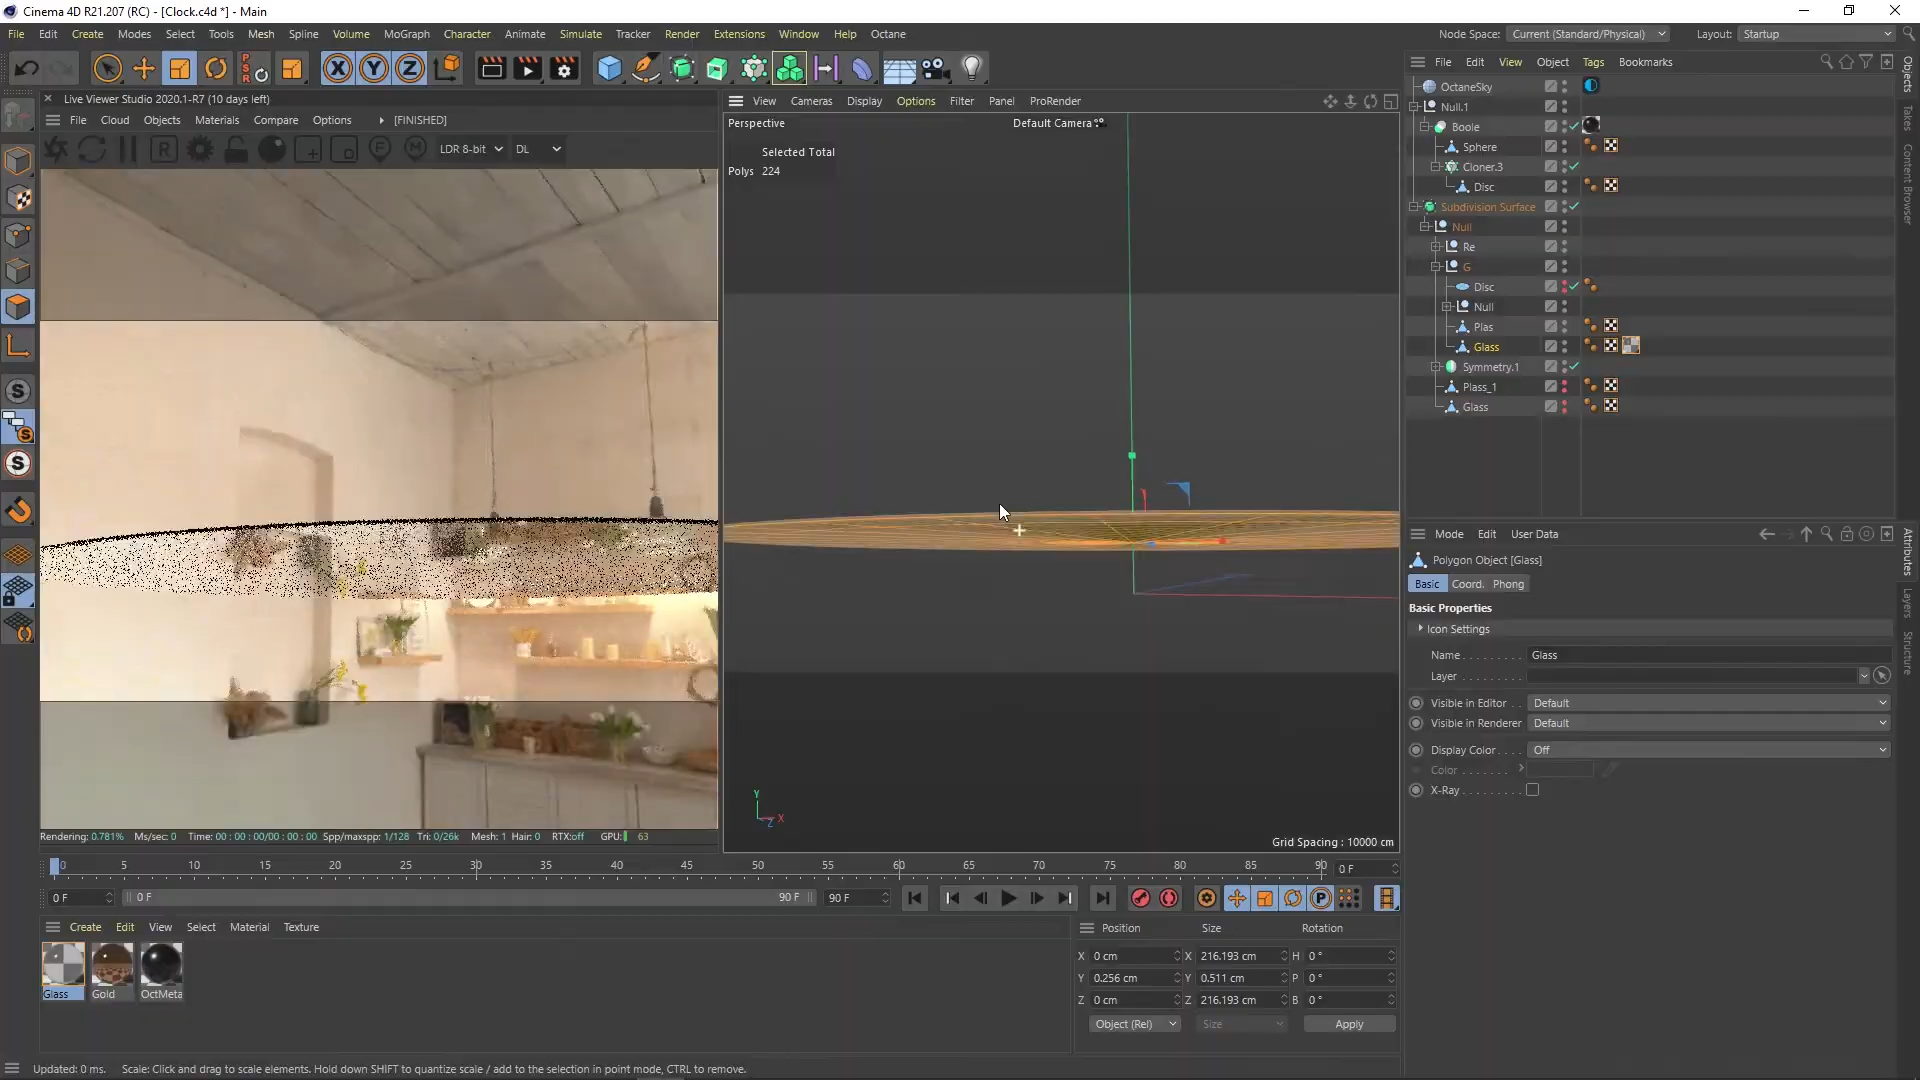 Cinema 4D R21.207 (RC) - [Clock.c4d *] - Main
File Edit Create Modes Select Tools Mesh Spline Volume MoGraph Character Animate Simulate Tracker Render Extensions Window Help Octane
Node Space: Current (Standard/Physical) Layout: Startup
Live Viewer Studio 2020.1-R7 (10 days left)
File Cloud Objects Materials Compare Options [FINISHED]
LDR 8-bit DL
View Cameras Display Options Filter Panel ProRender
Perspective Default Camera
Selected Total
Polys 224
Y
X
Z
Grid Spacing : 10000 cm
Rendering: 0.781% Ms/sec: 0 Time: 00 : 00 : 00/00 : 00 : 00 Spp/maxspp: 1/128 Tri: 0/26k Mesh: 1 Hair: 0 RTX:off GPU: 63
File Edit View Object Tags Bookmarks
OctaneSky
Null.1
Boole
Sphere
Cloner.3
Disc
Subdivision Surface
Null
Re
G
Disc
Null
Plas
Glass
Symmetry.1
Plass_1
Glass
Objects
Takes
Content Browser
Mode Edit User Data
Polygon Object [Glass]
Basic Coord. Phong
Basic Properties
Icon Settings
Name Glass
Layer
Visible in Editor Default
Visible in Renderer Default
Display Color Off
Color
X-Ray
Attributes
Layers
Structure
0 5 10 15 20 25 30 35 40 45 50 55 60 65 70 75 80 85 90 0 F
0 F 0 F 90 F 90 F
Create Edit View Select Material Texture
Glass Gold OctMeta
Position Size Rotation
X 0 cm X 216.193 cm H 0 °
Y 0.256 cm Y 0.511 cm P 0 °
Z 0 cm Z 216.193 cm B 0 °
Object (Rel) Size Apply
Updated: 0 ms. Scale: Click and drag to scale elements. Hold down SHIFT to quantize scale / add to the selection in point mode, CTRL to remove.